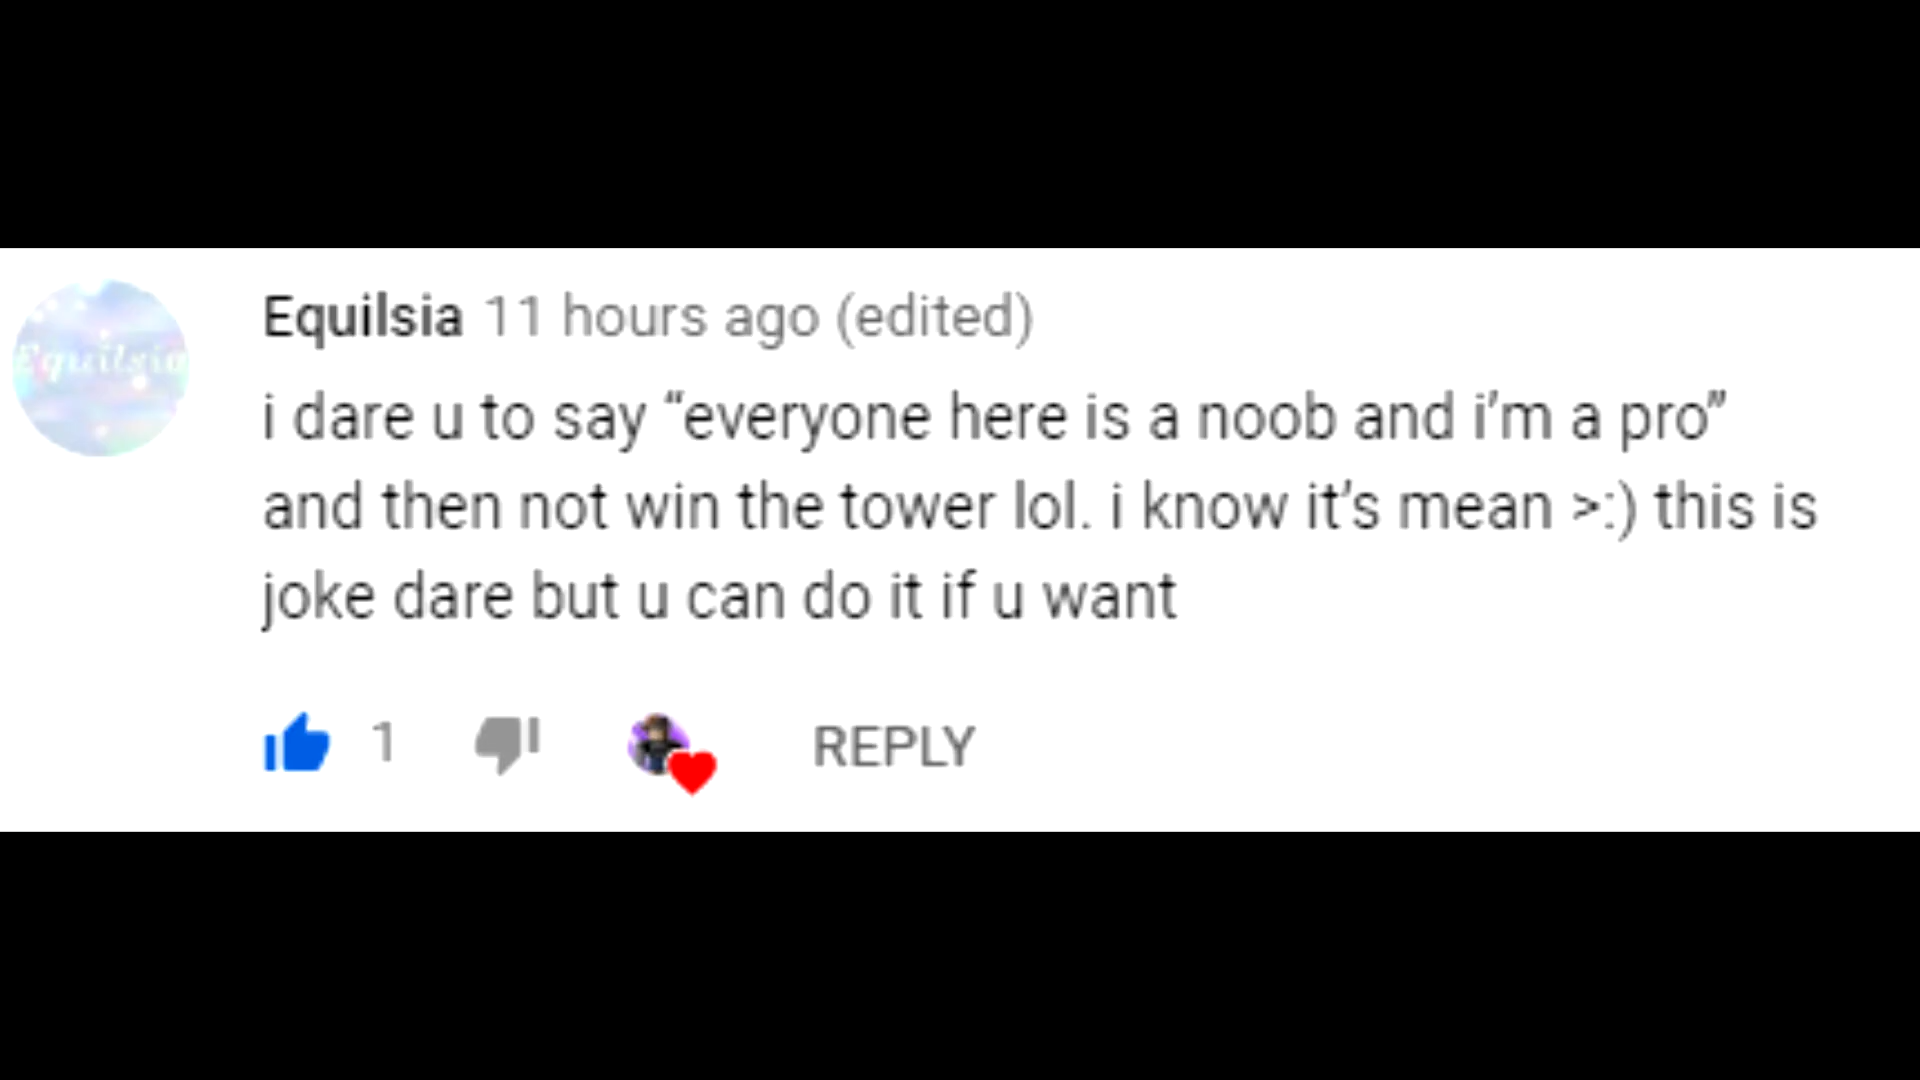 Equilsia
Equilsia 11 hours ago (edited)
i dare u to say “everyone here is a noob and i’m a pro”
and then not win the tower lol. i know it’s mean >:) this is
joke dare but u can do it if u want
1 REPLY